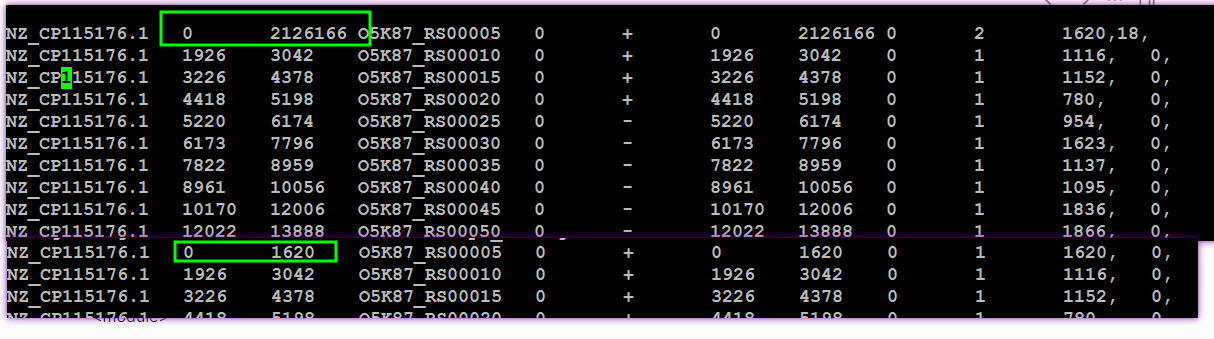 NZ_CP115176.1 0 2126166 O5K87_RS00005 0 + 0 2126166 0 2 1620,18,
NZ_CP115176.1 1926 3042 O5K87_RS00010 0 + 1926 3042 0 1 1116, 0,
NZ_CP115176.1 3226 4378 O5K87_RS00015 0 + 3226 4378 0 1 1152, 0,
NZ_CP115176.1 4418 5198 O5K87_RS00020 0 + 4418 5198 0 1 780, 0,
NZ_CP115176.1 5220 6174 O5K87_RS00025 0 - 5220 6174 0 1 954, 0,
NZ_CP115176.1 6173 7796 O5K87_RS00030 0 - 6173 7796 0 1 1623, 0,
NZ_CP115176.1 7822 8959 O5K87_RS00035 0 - 7822 8959 0 1 1137, 0,
NZ_CP115176.1 8961 10056 O5K87_RS00040 0 - 8961 10056 0 1 1095, 0,
NZ_CP115176.1 10170 12006 O5K87_RS00045 0 - 10170 12006 0 1 1836, 0,
NZ_CP115176.1 12022 13888 O5K87_RS00050 0 - 12022 13888 0 1 1866, 0,
NZ_CP115176.1 0 1620 O5K87_RS00005 0 + 0 1620 0 1 1620, 0,
NZ_CP115176.1 1926 3042 O5K87_RS00010 0 + 1926 3042 0 1 1116, 0,
NZ_CP115176.1 3226 4378 O5K87_RS00015 0 + 3226 4378 0 1 1152, 0,
NZ_CP115176.1 4418 5198 O5K87_RS00020 0 + 4418 5198 0 1 780, 0,